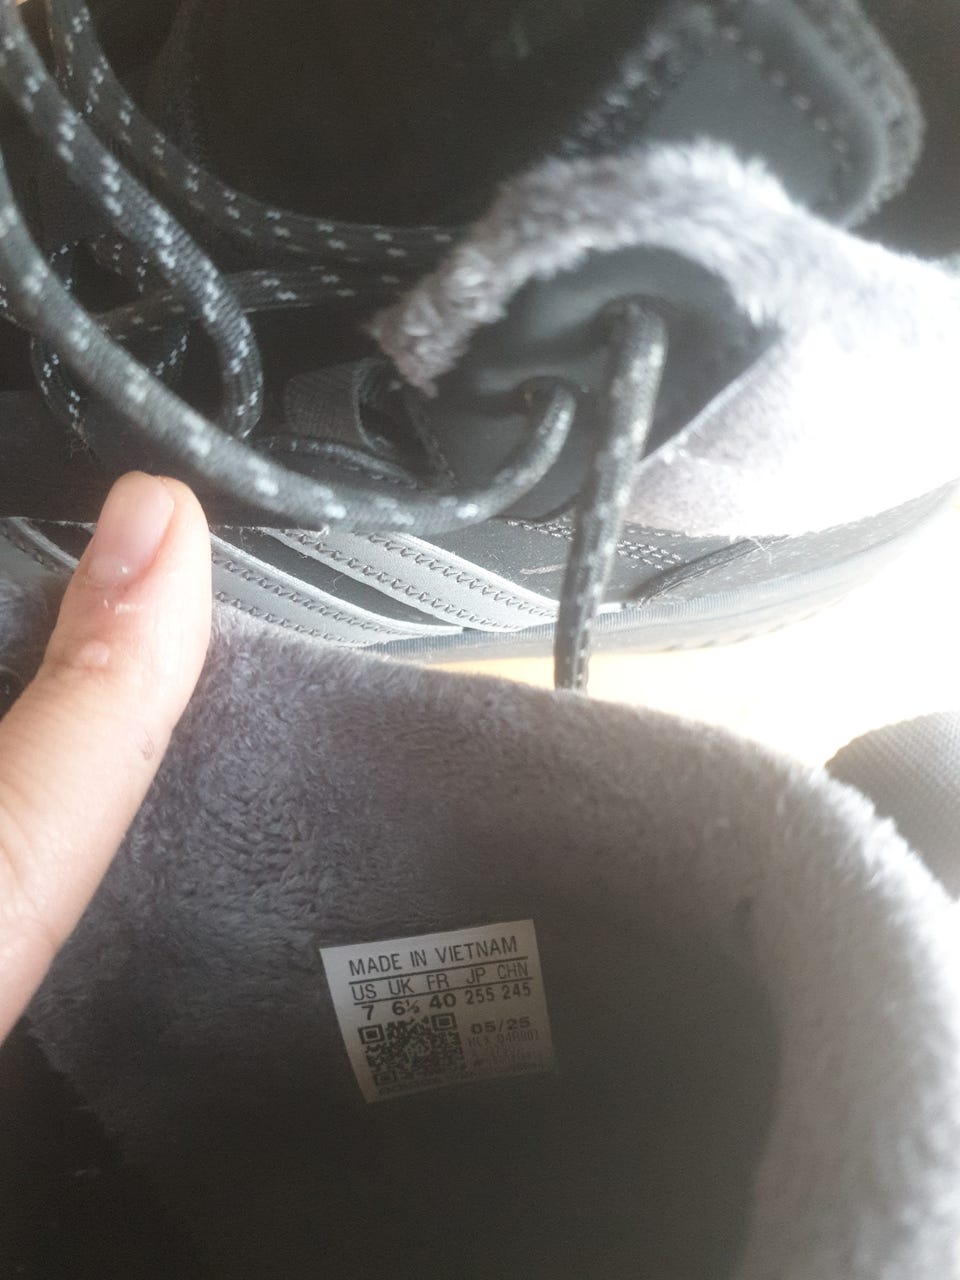 MADE IN VIETNAM
US UK FR JP CHN
7 6½ 40 255 245
05/25